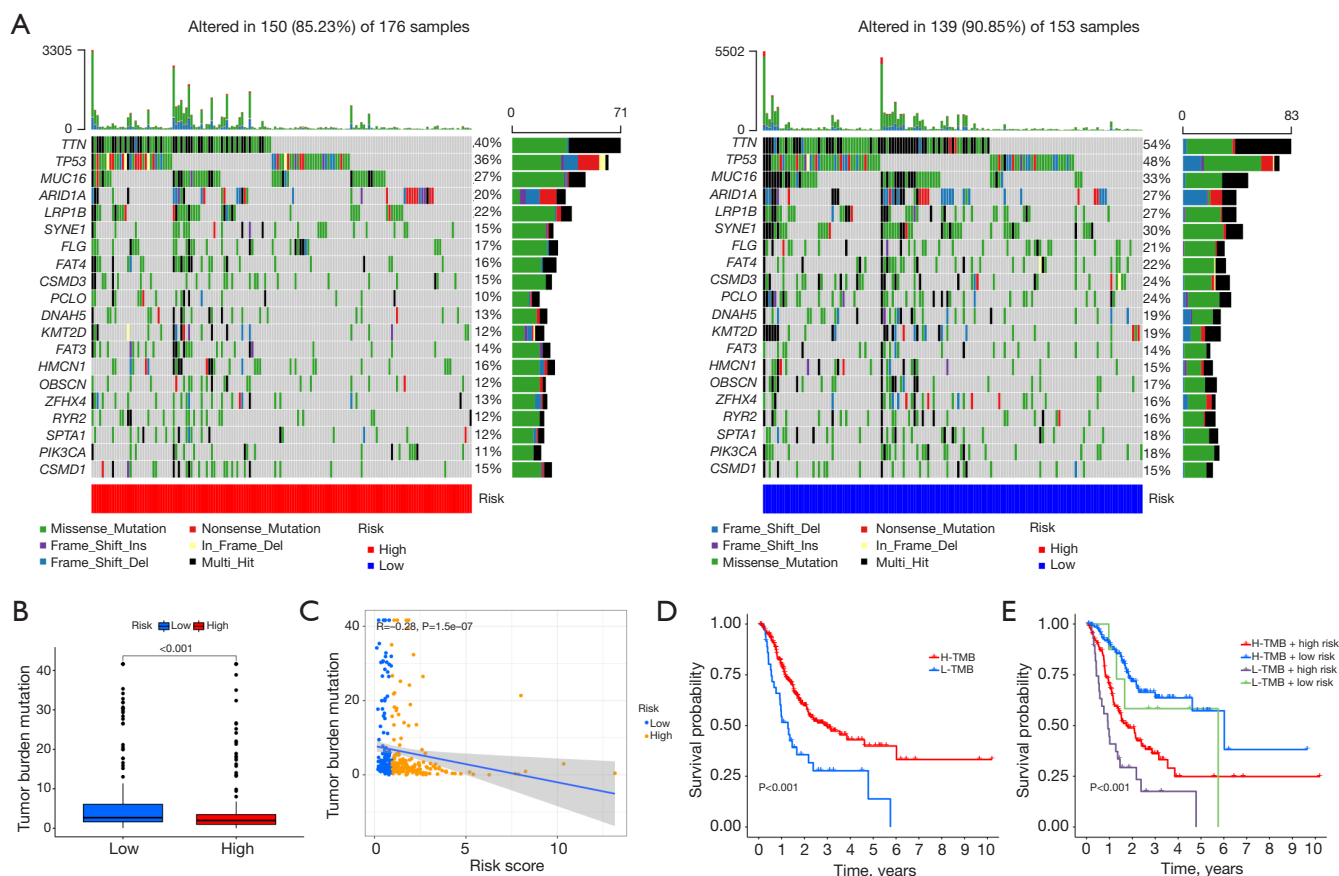 A
Altered in 150 (85.23%) of 176 samples
3305
0
0 71
TTN 40%
TP53 36%
MUC16 27%
ARID1A 20%
LRP1B 22%
SYNE1 15%
FLG 17%
FAT4 16%
CSMD3 15%
PCLO 10%
DNAH5 13%
KMT2D 12%
FAT3 14%
HMCN1 16%
OBSCN 12%
ZFHX4 13%
RYR2 12%
SPTA1 12%
PIK3CA 11%
CSMD1 15%
Risk
Missense_Mutation Nonsense_Mutation Risk
Frame_Shift_Ins In_Frame_Del High
Frame_Shift_Del Multi_Hit Low
Altered in 139 (90.85%) of 153 samples
5502
0
0 83
TTN 54%
TP53 48%
MUC16 33%
ARID1A 27%
LRP1B 27%
SYNE1 30%
FLG 21%
FAT4 22%
CSMD3 24%
PCLO 24%
DNAH5 19%
KMT2D 19%
FAT3 14%
HMCN1 15%
OBSCN 17%
ZFHX4 16%
RYR2 16%
SPTA1 18%
PIK3CA 18%
CSMD1 15%
Risk
Frame_Shift_Del Nonsense_Mutation Risk
Frame_Shift_Ins In_Frame_Del High
Missense_Mutation Multi_Hit Low
B
Risk Low High
<0.001
Tumor burden mutation
40
30
20
10
0
Low High
C
R=−0.28, P=1.5e−07
Tumor burden mutation
40
20
0
0 5 10
Risk score
Risk
Low
High
D
Survival probability
1.00
0.75
0.50
0.25
0.00
H-TMB
L-TMB
P<0.001
0 1 2 3 4 5 6 7 8 9 10
Time, years
E
Survival probability
1.00
0.75
0.50
0.25
0.00
H-TMB + high risk
H-TMB + low risk
L-TMB + high risk
L-TMB + low risk
P<0.001
0 1 2 3 4 5 6 7 8 9 10
Time, years